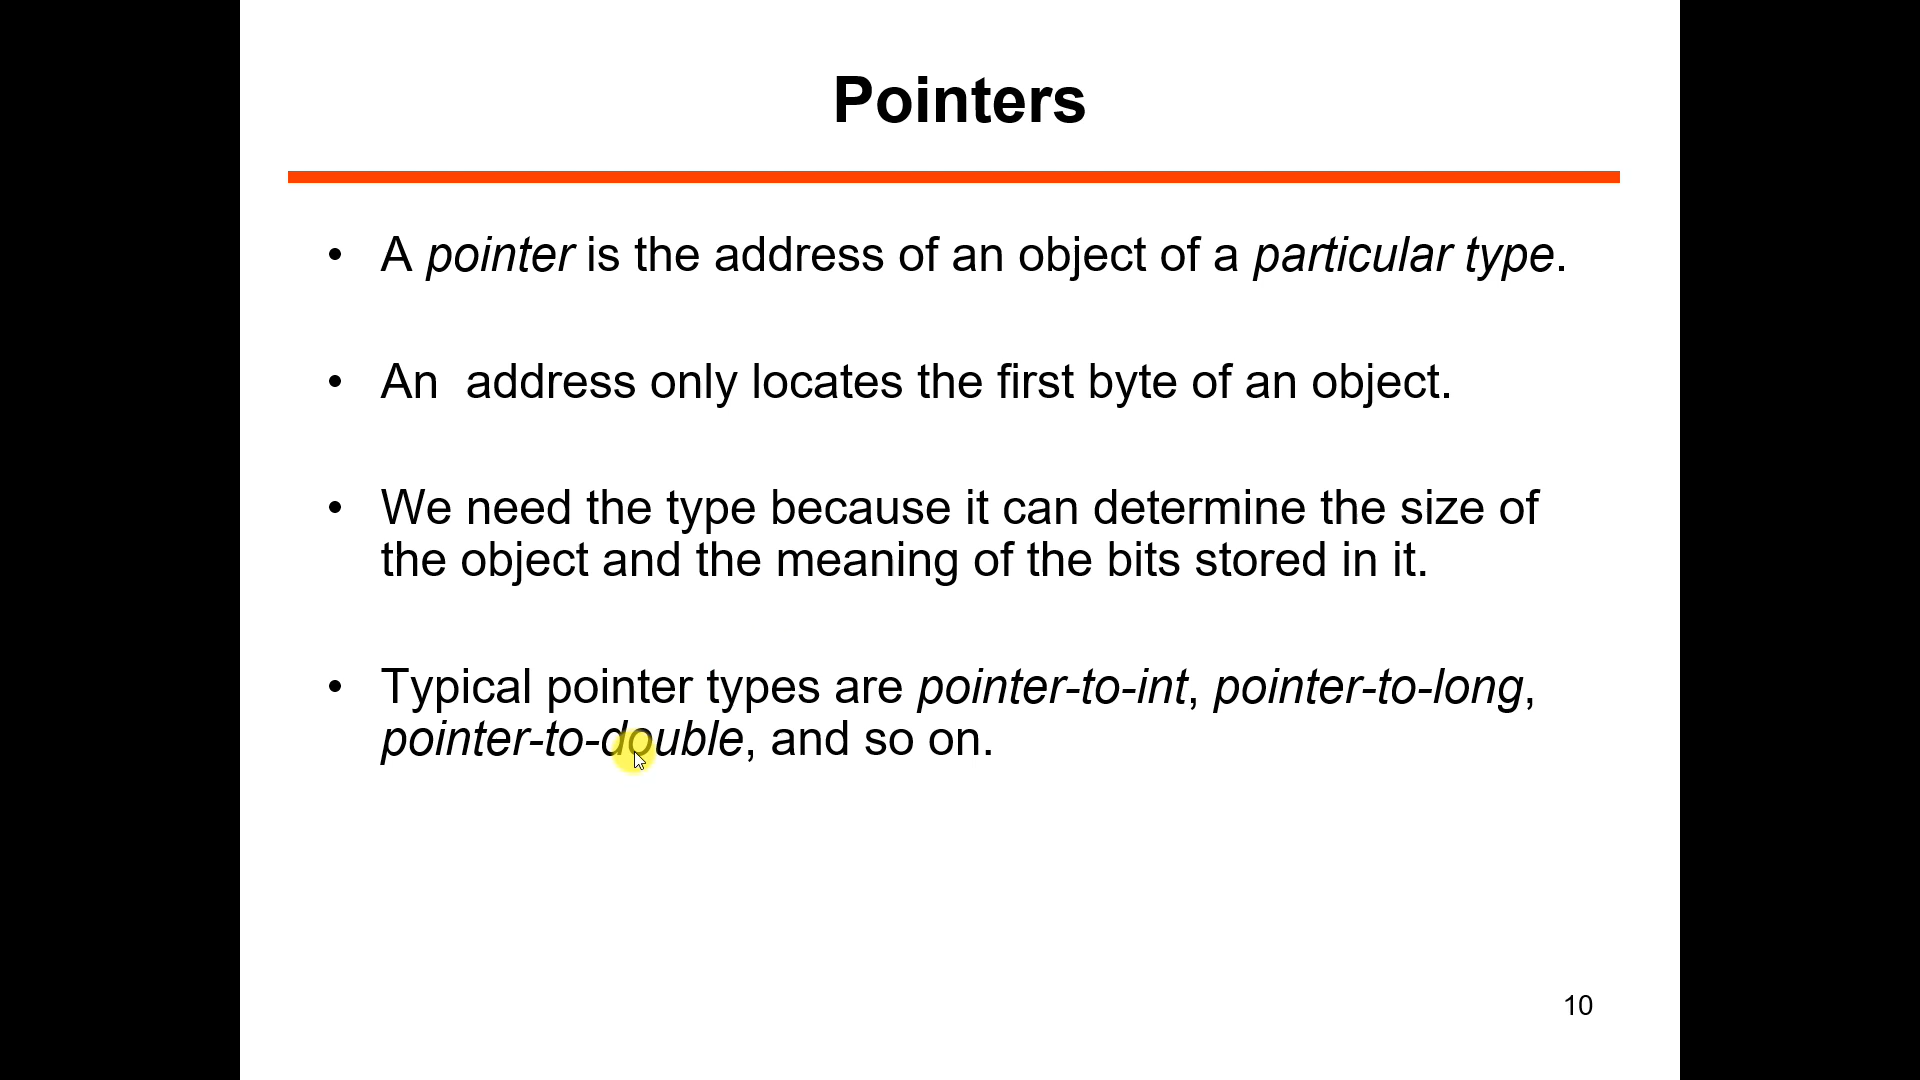 Pointers
• A pointer is the address of an object of a particular type.
• An  address only locates the first byte of an object.
• We need the type because it can determine the size of
the object and the meaning of the bits stored in it.
• Typical pointer types are pointer-to-int, pointer-to-long,
pointer-to-double, and so on.
10